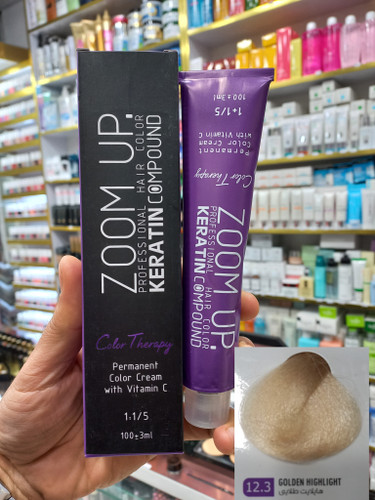 ZOOM UP.
PROFESSIONAL HAIR COLOR
KERATIN COMPOUND
Color Therapy
Permanent
Color Cream
with Vitamin C
1·1/5
100±3ml
ZOOM UP.
PROFESSIONAL HAIR COLOR
KERATIN COMPOUND
Color Therapy
Permanent
Color Cream
with Vitamin C
1+1/5
100±3ml
12.3
GOLDEN HIGHLIGHT
هایلایت طلایی